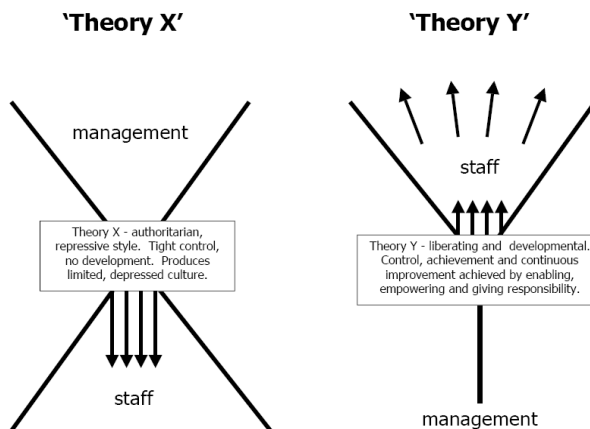 'Theory X'
management
Theory X - authoritarian,
repressive style. Tight control,
no development. Produces
limited, depressed culture.
staff
'Theory Y'
staff
Theory Y - liberating and developmental.
Control, achievement and continuous
improvement achieved by enabling,
empowering and giving responsibility.
management